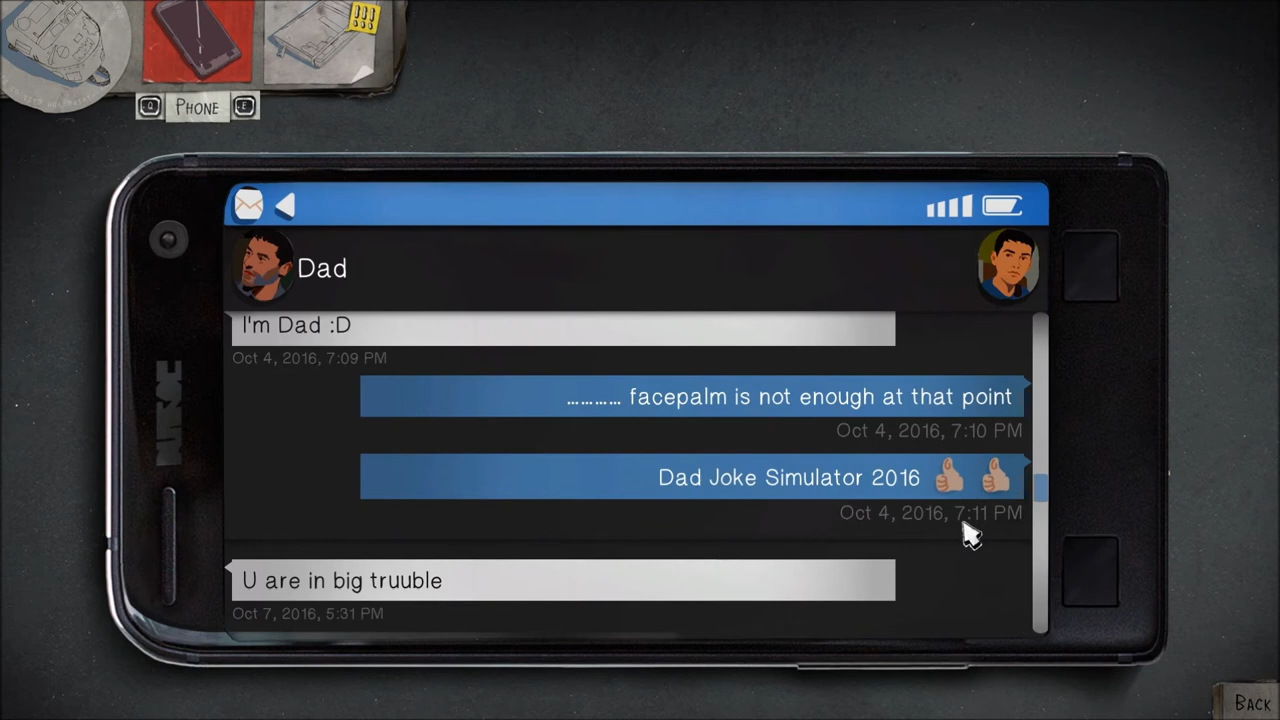 Q PHONE E
Dad
I'm Dad :D
Oct 4, 2016, 7:09 PM
………… facepalm is not enough at that point
Oct 4, 2016, 7:10 PM
Dad Joke Simulator 2016 👍🏼 👍🏼
Oct 4, 2016, 7:11 PM
U are in big truuble
Oct 7, 2016, 5:31 PM
BACK